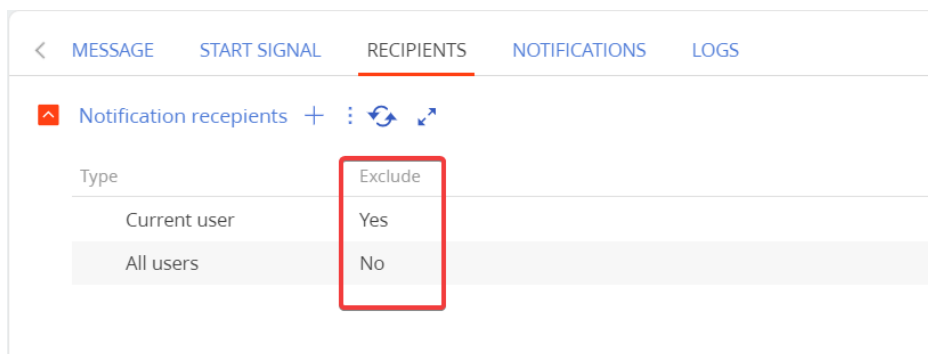 MESSAGE START SIGNAL RECIPIENTS NOTIFICATIONS LOGS
Notification recepients
Type Exclude
Current user Yes
All users No